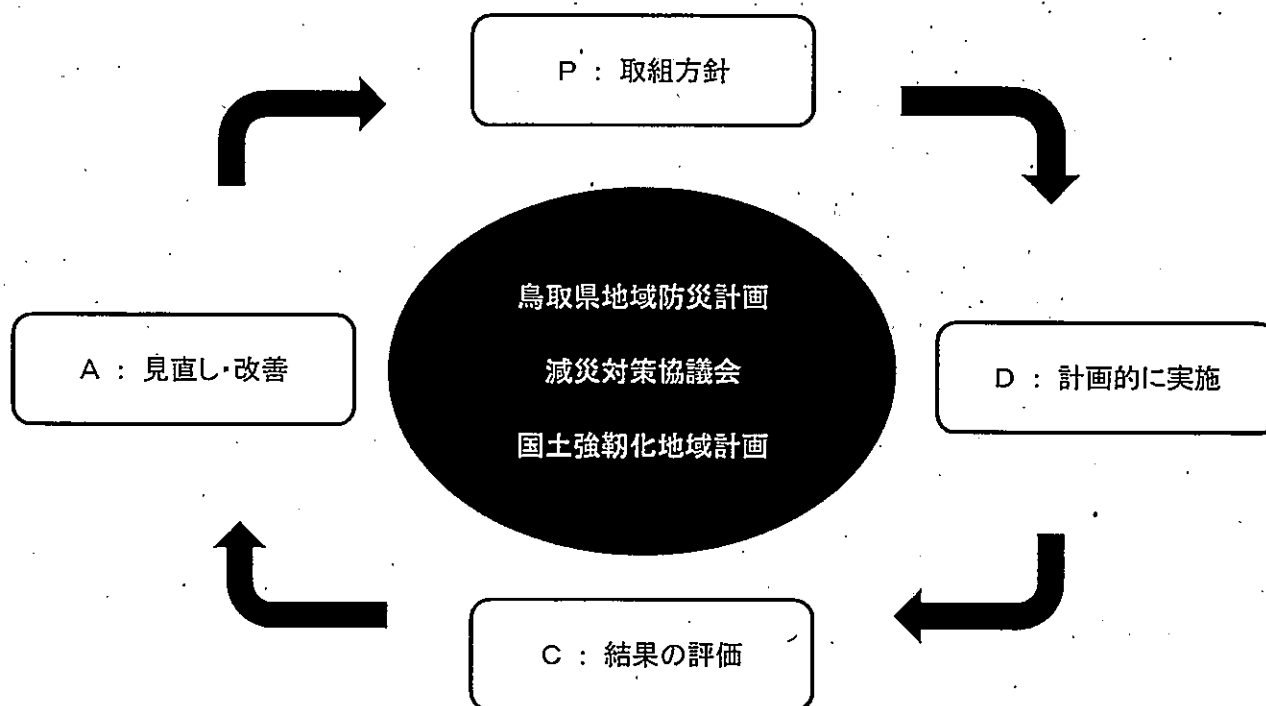 P : 取組方針
鳥取県地域防災計画
減災対策協議会
国土強靭化地域計画
A : 見直し・改善
D : 計画的に実施
C : 結果の評価